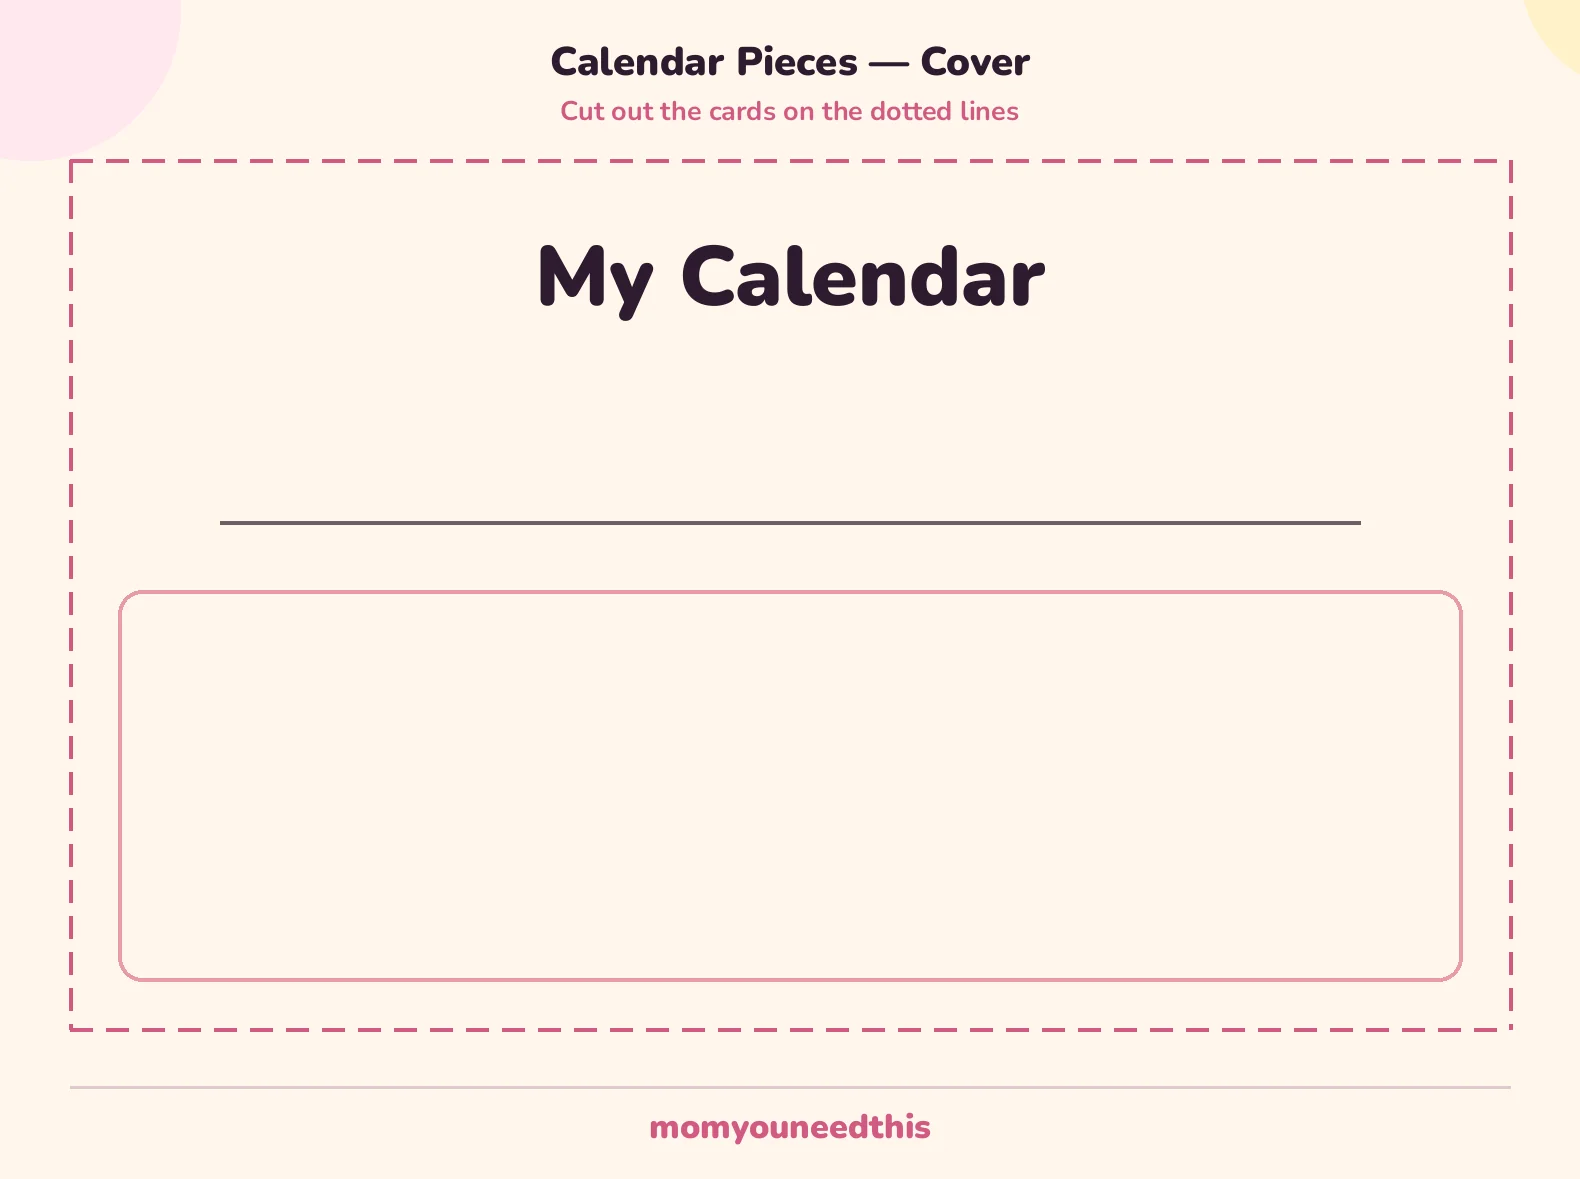 Calendar Pieces — Cover
Cut out the cards on the dotted lines
My Calendar
momyouneedthis